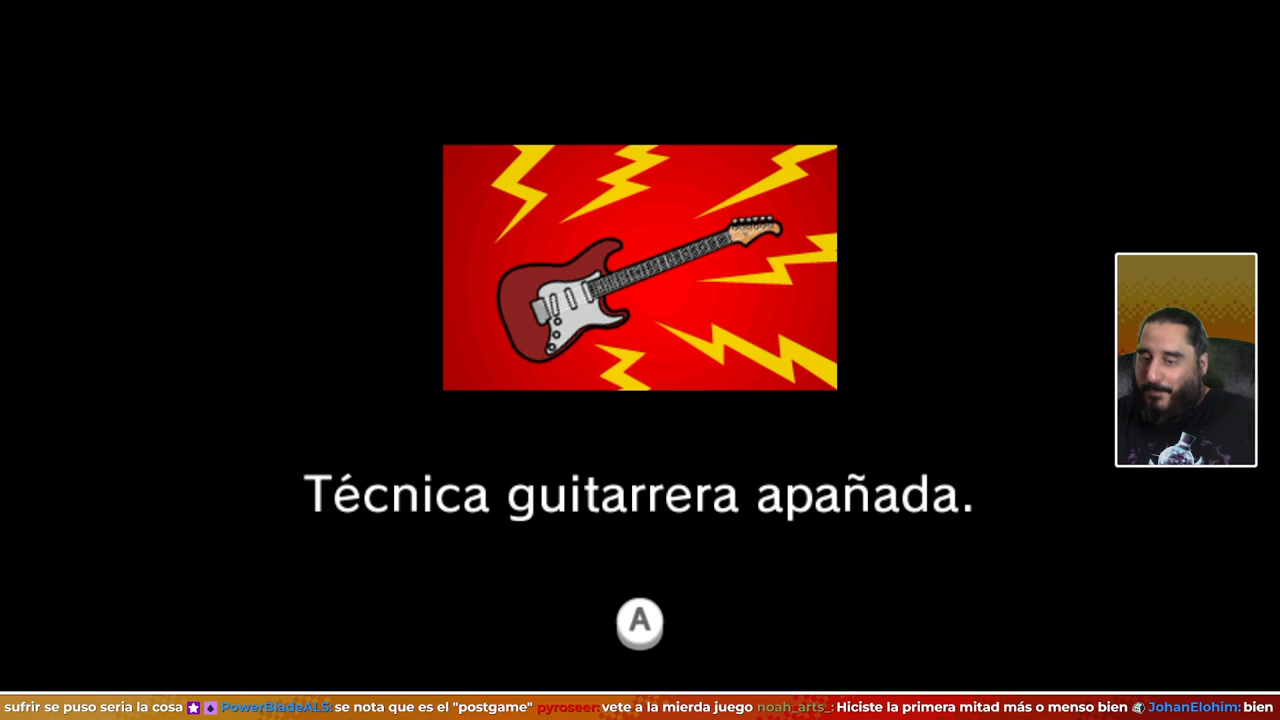 Técnica guitarrera apañada.
A
sufrir se puso seria la cosa PowerBladeALS: se nota que es el "postgame" pyroseer: vete a la mierda juego noah_arts_: Hiciste la primera mitad más o menso bien JohanElohim: bien